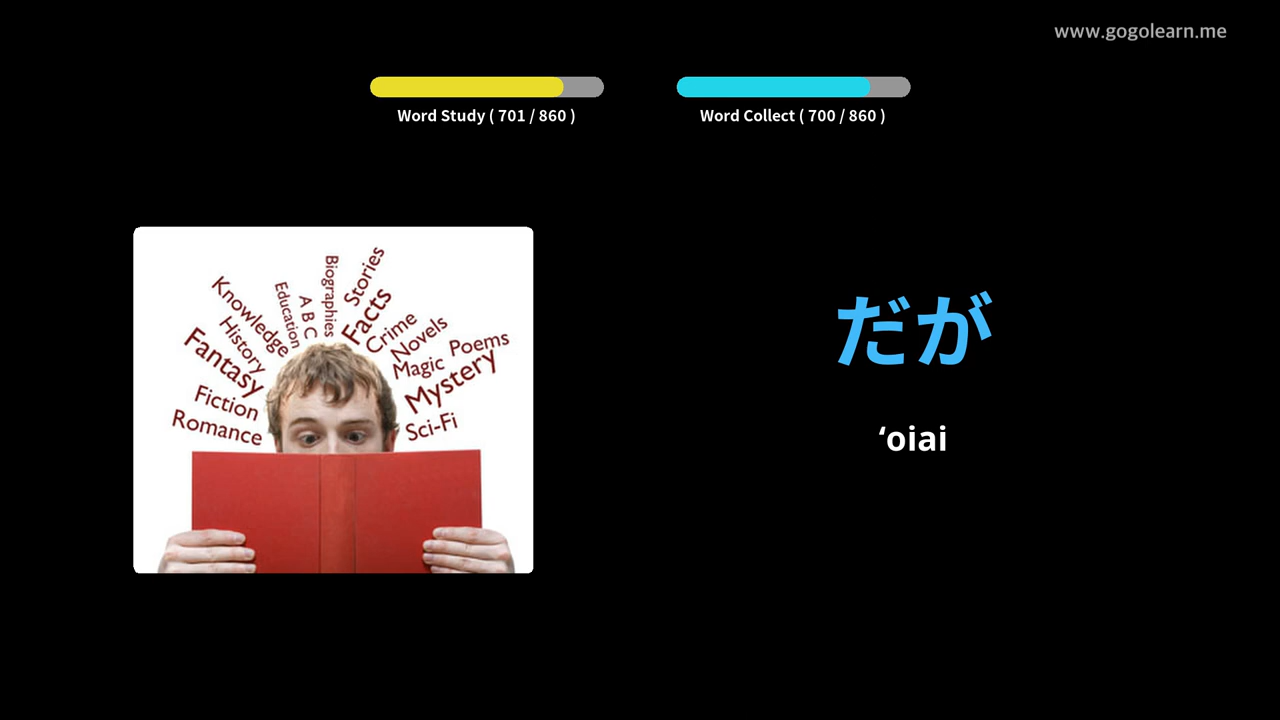 www.gogolearn.me
Word Study ( 701 / 860 )
Word Collect ( 700 / 860 )
Knowledge
Education
A B C
Biographies
Stories
Facts
Crime
Novels
Poems
Magic
Mystery
Sci-Fi
History
Fantasy
Fiction
Romance
だが
‘oiai